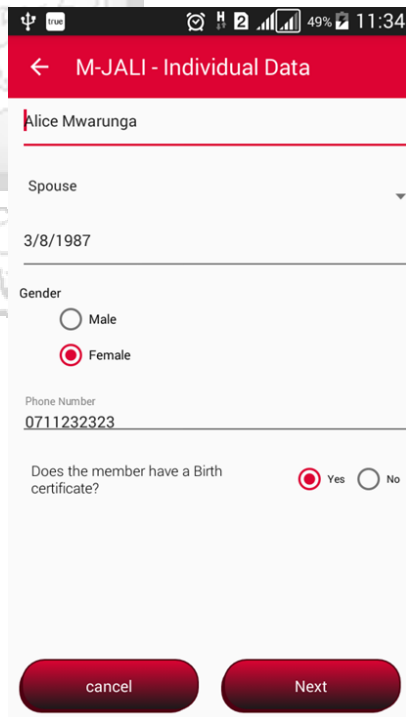 true H 2 49% 11:34
M-JALI - Individual Data
Alice Mwarunga
Spouse
3/8/1987
Gender
Male
Female
Phone Number
0711232323
Does the member have a Birth
certificate?
Yes No
cancel Next